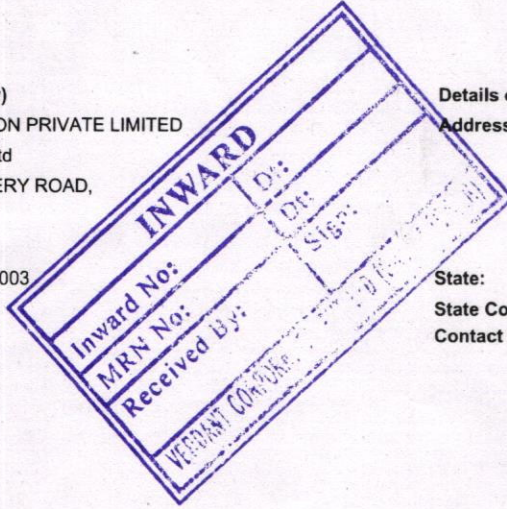 )
ON PRIVATE LIMITED
td
ERY ROAD,
003
Details
Address
State:
State Co
Contact
INWARD
Inward No:
Dt:
MRN No:
Dt:
Received By:
Sign:
VERDANT